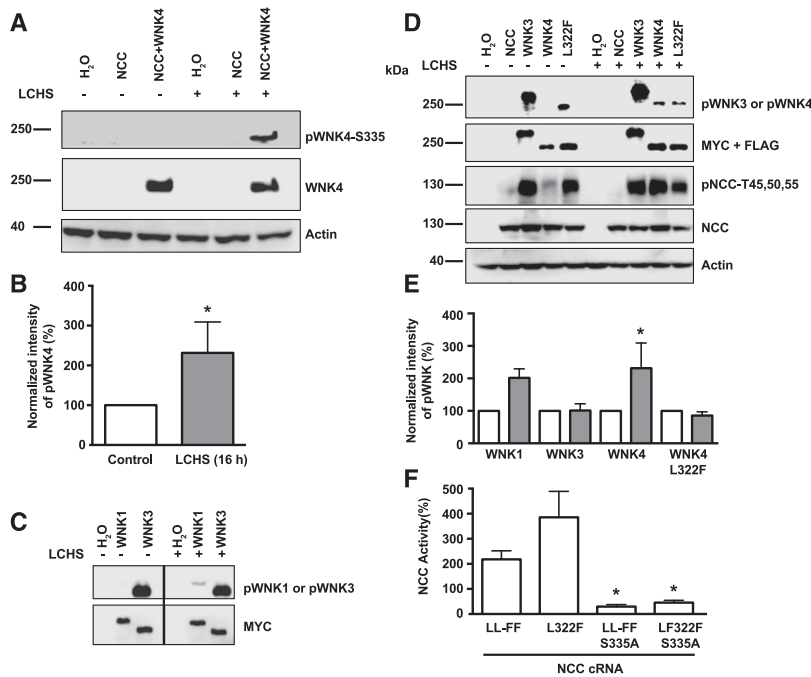 A
H2O
NCC
NCC+WNK4
H2O
NCC
NCC+WNK4
LCHS - - - + + +
250
pWNK4-S335
250
WNK4
40
Actin
B
Normalized intensity of pWNK4 (%)
400
300
200
100
0
*
Control LCHS (16 h)
C
H2O
WNK1
WNK3
H2O
WNK1
WNK3
LCHS - - - + + +
pWNK1 or pWNK3
MYC
D
H2O
NCC
WNK3
WNK4
L322F
H2O
NCC
WNK3
WNK4
L322F
kDa LCHS - - - - - + + + + +
250
pWNK3 or pWNK4
250
MYC + FLAG
130
pNCC-T45,50,55
130
NCC
40
Actin
E
Normalized intensity of pWNK (%)
400
300
200
100
0
*
WNK1 WNK3 WNK4 WNK4
L322F
F
NCC Activity(%)
500
400
300
200
100
0
* *
LL-FF L322F LL-FF LF322F
S335A S335A
NCC cRNA